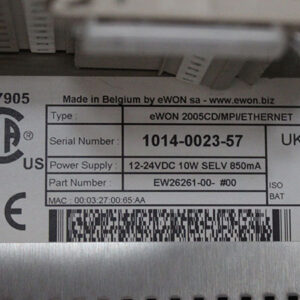 7905
Made in Belgium by eWON sa - www.ewon.biz
Type : eWON 2005CD/MPI/ETHERNET
Serial Number : 1014-0023-57 UK
US
Power Supply : 12-24VDC 10W SELV 850mA
Part Number : EW26261-00- #00 ISO
BAT
MAC : 00:03:27:00:65:AA
CE